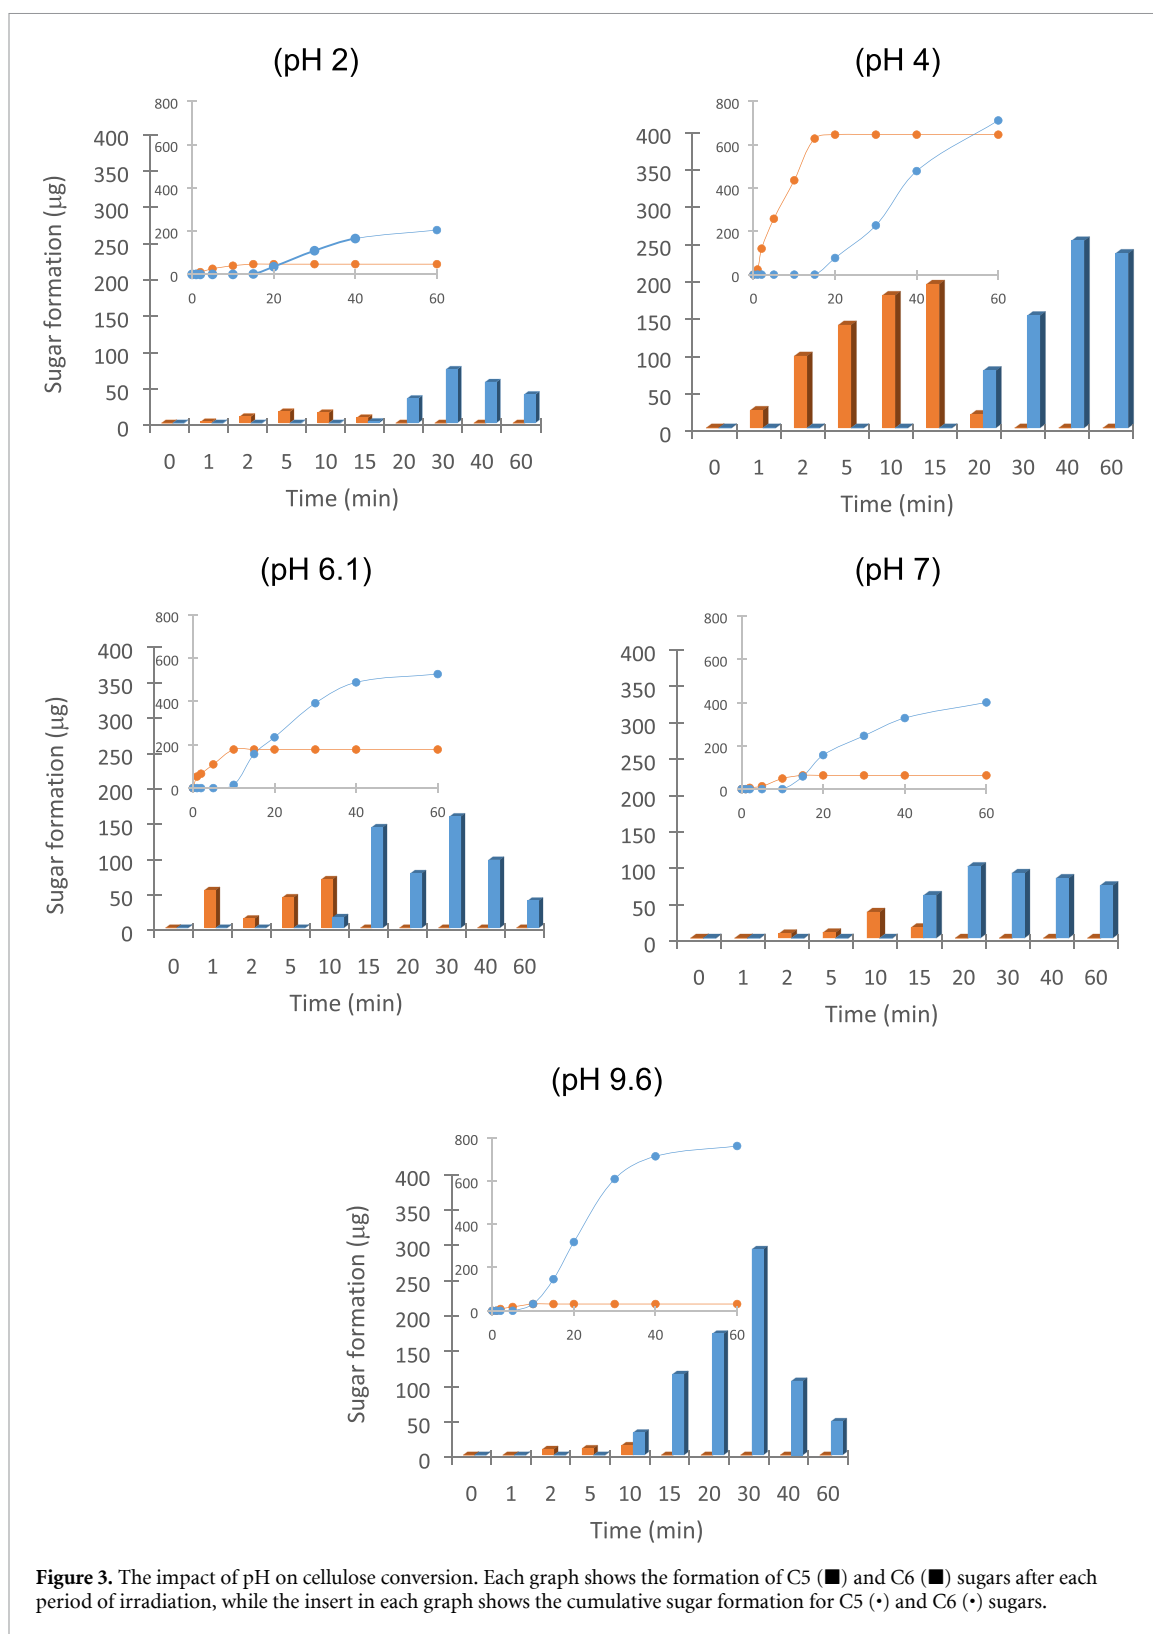 (pH 2)
800
600
400
200
0
0 20 40 60
400
350
300
250
200
150
100
50
0
Sugar formation (µg)
0 1 2 5 10 15 20 30 40 60
Time (min)
(pH 4)
800
600
400
200
0
0 20 40 60
400
350
300
250
200
150
100
50
0
0 1 2 5 10 15 20 30 40 60
Time (min)
(pH 6.1)
800
600
400
200
0
0 20 40 60
400
350
300
250
200
150
100
50
0
Sugar formation (µg)
0 1 2 5 10 15 20 30 40 60
Time (min)
(pH 7)
800
600
400
200
0
0 20 40 60
400
350
300
250
200
150
100
50
0
Sugar formation (µg)
0 1 2 5 10 15 20 30 40 60
Time (min)
(pH 9.6)
800
600
400
200
0
0 20 40 60
400
350
300
250
200
150
100
50
0
Sugar formation (µg)
0 1 2 5 10 15 20 30 40 60
Time (min)
Figure 3. The impact of pH on cellulose conversion. Each graph shows the formation of C5 (■) and C6 (■) sugars after each
period of irradiation, while the insert in each graph shows the cumulative sugar formation for C5 (•) and C6 (•) sugars.